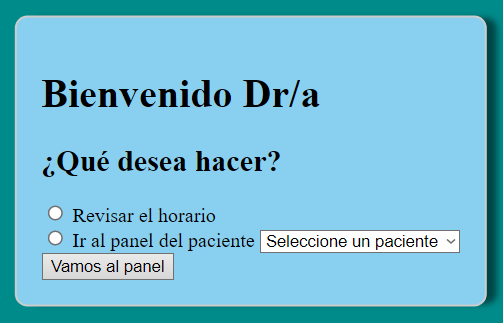 Bienvenido Dr/a
¿Qué desea hacer?
Revisar el horario
Ir al panel del paciente Seleccione un paciente
Vamos al panel